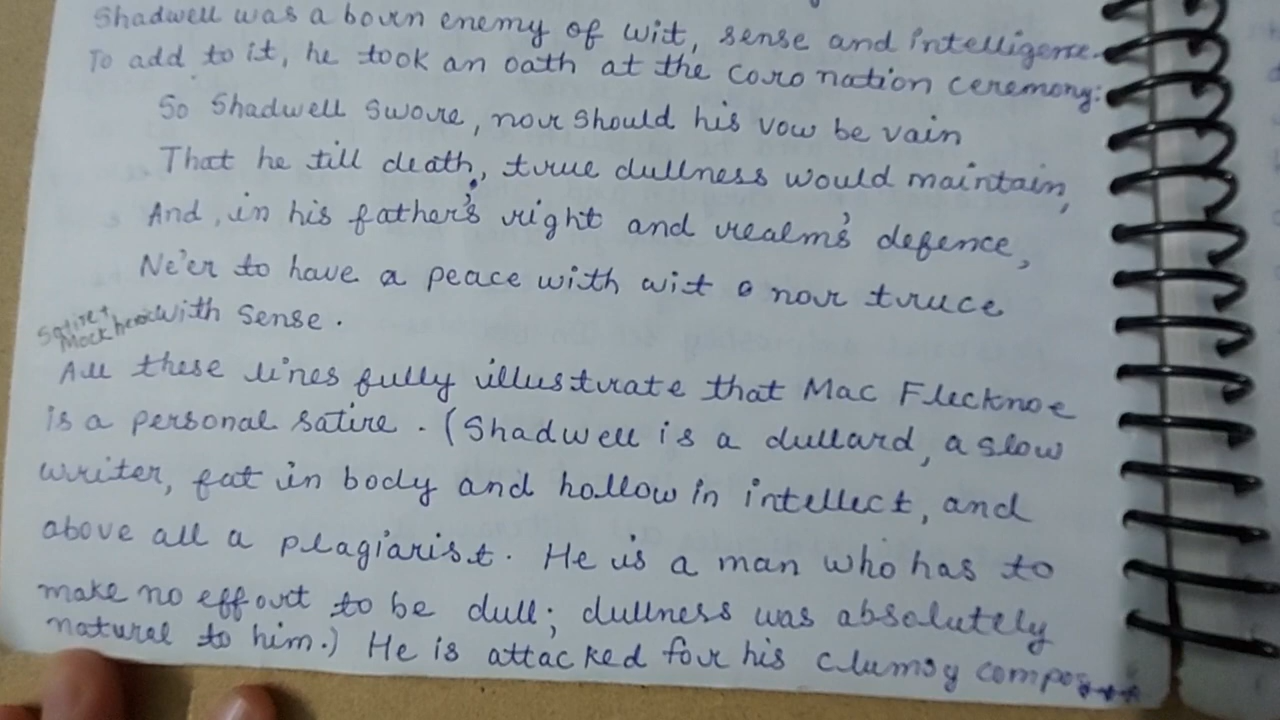 Shadwell was a born enemy of wit, sense and intelligence.
To add to it, he took an oath at the coronation ceremony:
So Shadwell swore, nor should his vow be vain
That he till death, true dullness would maintain,
And, in his father's right and realm's defence,
Ne'er to have a peace with wit nor truce
with sense.
Satire +
Mock heroic
All these lines fully illustrate that Mac Flecknoe
is a personal satire. (Shadwell is a dullard, a slow
writer, fat in body and hollow in intellect, and
above all a plagiarist. He is a man who has to
make no effort to be dull; dullness was absolutely
natural to him.) He is attacked for his clumsy